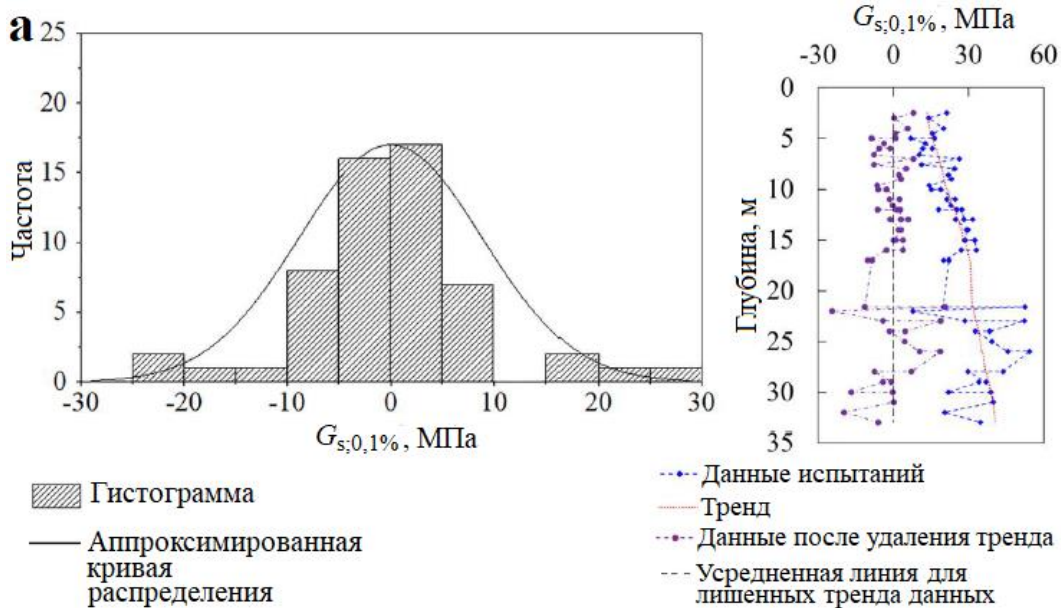 а
Частота
25
20
15
10
5
0
-30 -20 -10 0 10 20 30
Gs;0,1%, МПа
Гистограмма
Аппроксимированная
кривая
распределения
Gs;0,1%, МПа
-30 0 30 60
Глубина, м
0
5
10
15
20
25
30
35
Данные испытаний
Тренд
Данные после удаления тренда
Усредненная линия для
лишенных тренда данных